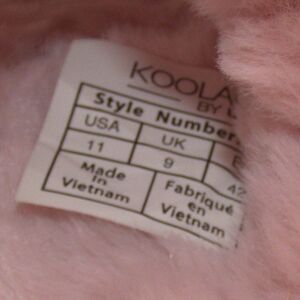 KOOLA
BY
Style Number
USA UK E
11 9 42
Made in Vietnam
Fabriqué en Vietnam